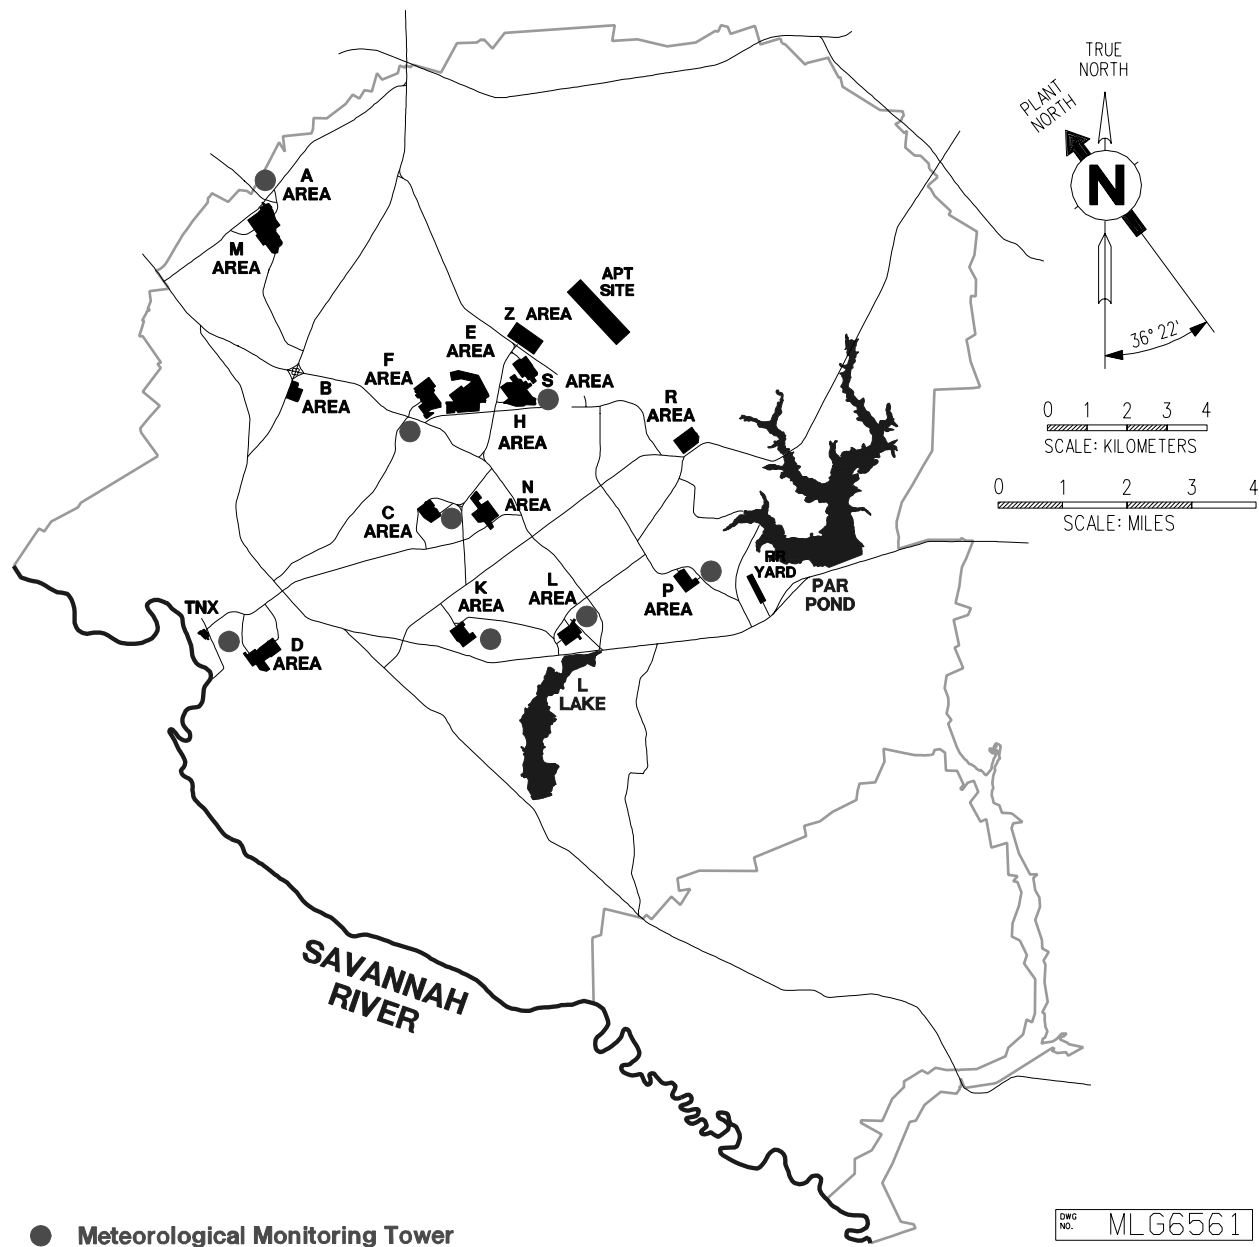 TRUE
NORTH
PLANT
NORTH
N
36° 22'
A
AREA
M
AREA
APT
SITE
Z AREA
E
AREA
F
AREA
S AREA
B
AREA
H
AREA
R
AREA
0 1 2 3 4
SCALE: KILOMETERS
0 1 2 3 4
SCALE: MILES
N
AREA
C
AREA
RR
YARD
PAR
POND
P
AREA
K
AREA
L
AREA
TNX
D
AREA
L
LAKE
SAVANNAH
RIVER
DWG
NO.
MLG6561
Meteorological Monitoring Tower